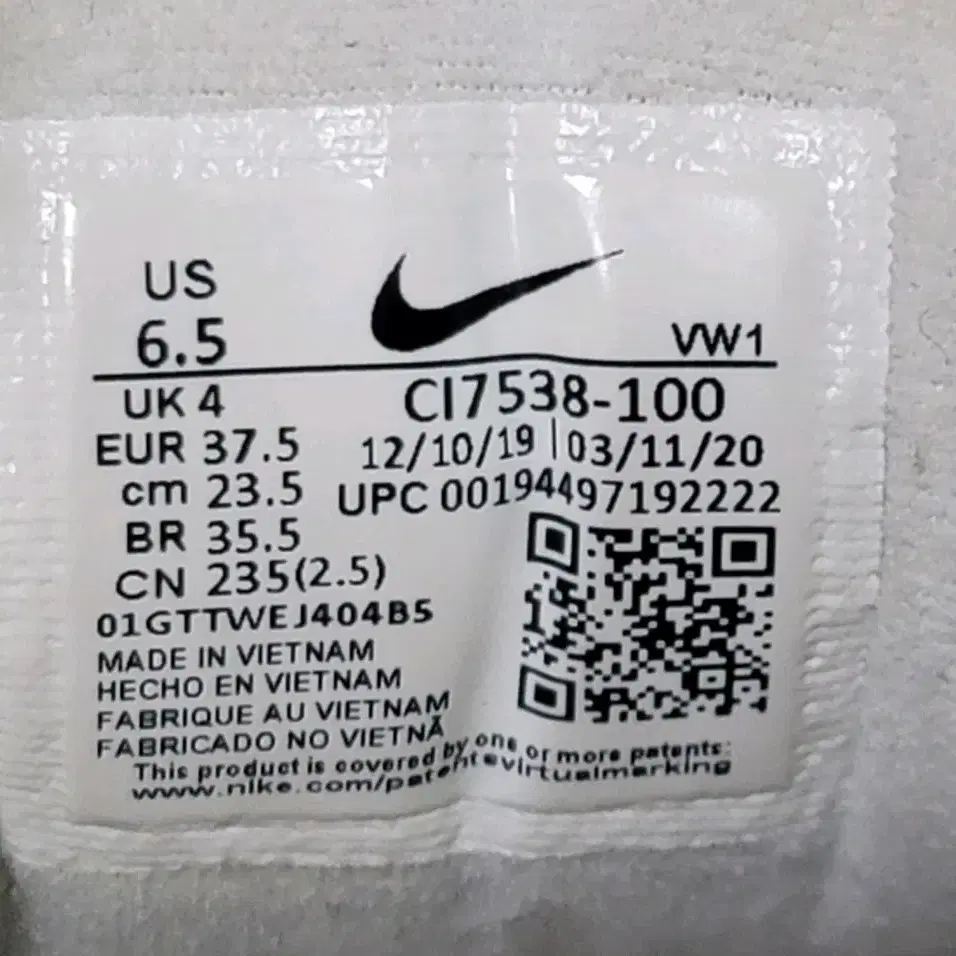 US
6.5
VW1
UK 4
CI7538-100
EUR 37.5
12/10/19 | 03/11/20
cm 23.5
UPC 00194497192222
BR 35.5
CN 235(2.5)
01GTTWEJ404B5
MADE IN VIETNAM
HECHO EN VIETNAM
FABRIQUE AU VIETNAM
FABRICADO NO VIETNÃ
This product is covered by one or more patents:
www.nike.com/patentsvirtualmarking